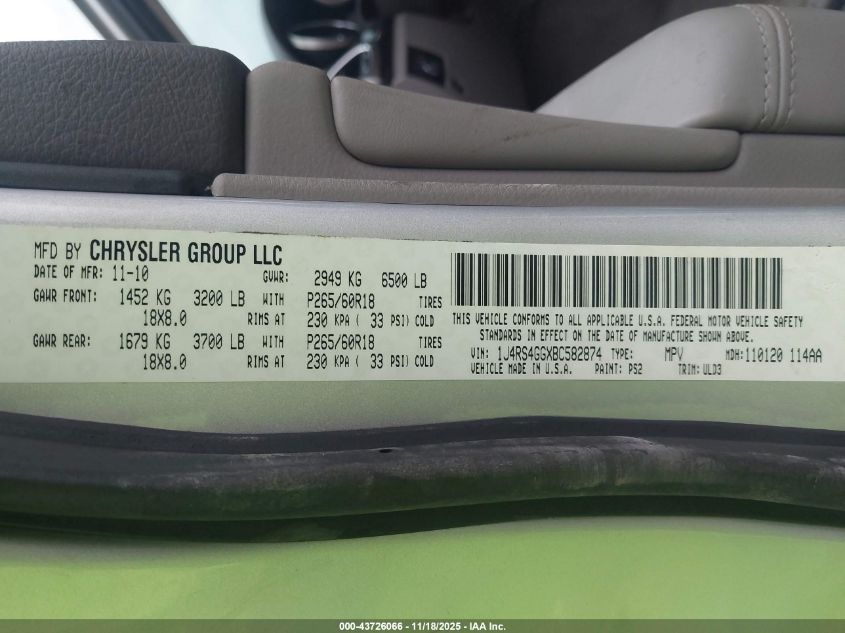 MFD BY CHRYSLER GROUP LLC
DATE OF MFR: 11-10 GVWR: 2949 KG 6500 LB
GAWR FRONT: 1452 KG 3200 LB WITH P265/60R18 TIRES
18X8.0 RIMS AT 230 KPA ( 33 PSI) COLD
GAWR REAR: 1679 KG 3700 LB WITH P265/60R18 TIRES
18X8.0 RIMS AT 230 KPA ( 33 PSI) COLD
THIS VEHICLE CONFORMS TO ALL APPLICABLE U.S.A. FEDERAL MOTOR VEHICLE SAFETY
STANDARDS IN EFFECT ON THE DATE OF MANUFACTURE SHOWN ABOVE.
VIN: 1J4RS4GGXBC582874 TYPE: MPV MDH: 110120 114AA
VEHICLE MADE IN U.S.A. PAINT: PS2 TRIM: ULD3
000-43726066 - 11/18/2025 - IAA Inc.